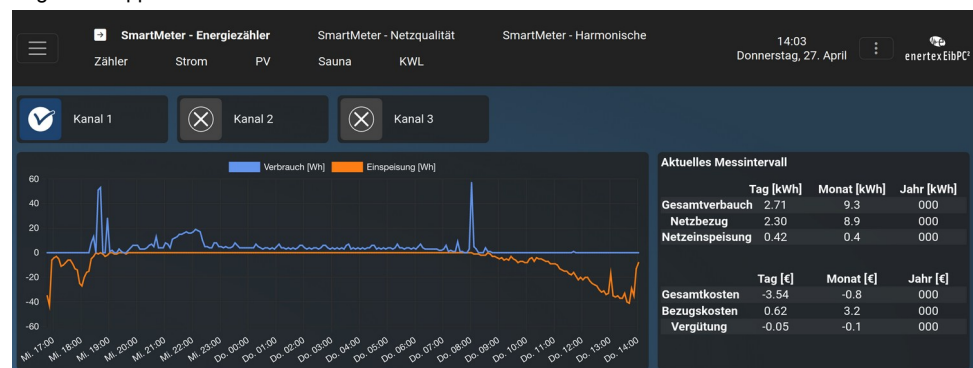 SmartMeter - Energiezähler SmartMeter - Netzqualität SmartMeter - Harmonische
Zähler Strom PV Sauna KWL
14:03
Donnerstag, 27. April
enertex EibPC²
Kanal 1 Kanal 2 Kanal 3
Verbrauch [Wh] Einspeisung [Wh]
60
40
20
0
-20
-40
-60
Mi. 17:00 Mi. 18:00 Mi. 19:00 Mi. 20:00 Mi. 21:00 Mi. 22:00 Mi. 23:00 Do. 00:00 Do. 01:00 Do. 02:00 Do. 03:00 Do. 04:00 Do. 05:00 Do. 06:00 Do. 07:00 Do. 08:00 Do. 09:00 Do. 10:00 Do. 11:00 Do. 12:00 Do. 13:00 Do. 14:00
Aktuelles Messintervall
Tag [kWh] Monat [kWh] Jahr [kWh]
Gesamtverbauch 2.71 9.3 000
Netzbezug 2.30 8.9 000
Netzeinspeisung 0.42 0.4 000
Tag [€] Monat [€] Jahr [€]
Gesamtkosten -3.54 -0.8 000
Bezugskosten 0.62 3.2 000
Vergütung -0.05 -0.1 000